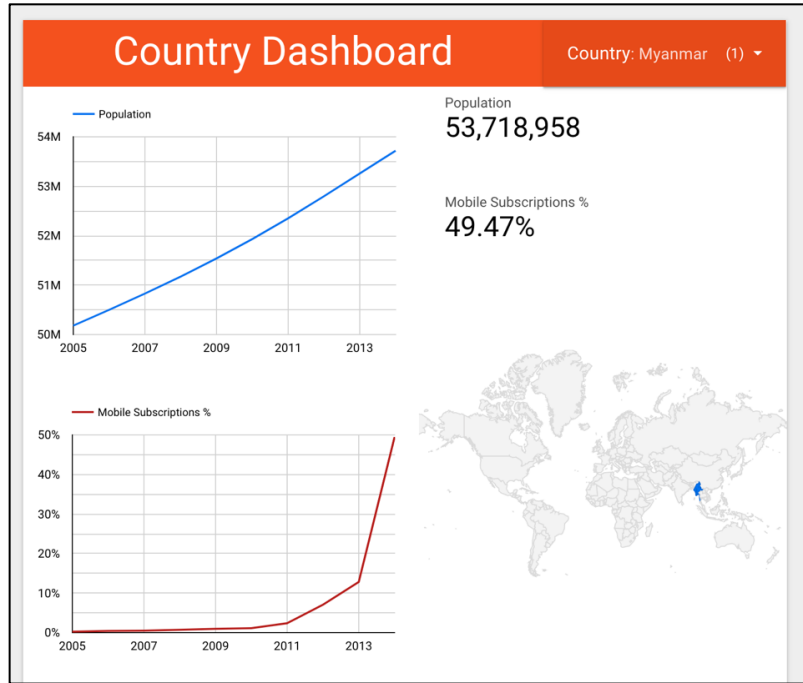 Country Dashboard
Country: Myanmar (1)
Population
54M
53M
52M
51M
50M
2005 2007 2009 2011 2013
Population
53,718,958
Mobile Subscriptions %
49.47%
Mobile Subscriptions %
50%
40%
30%
20%
10%
0%
2005 2007 2009 2011 2013